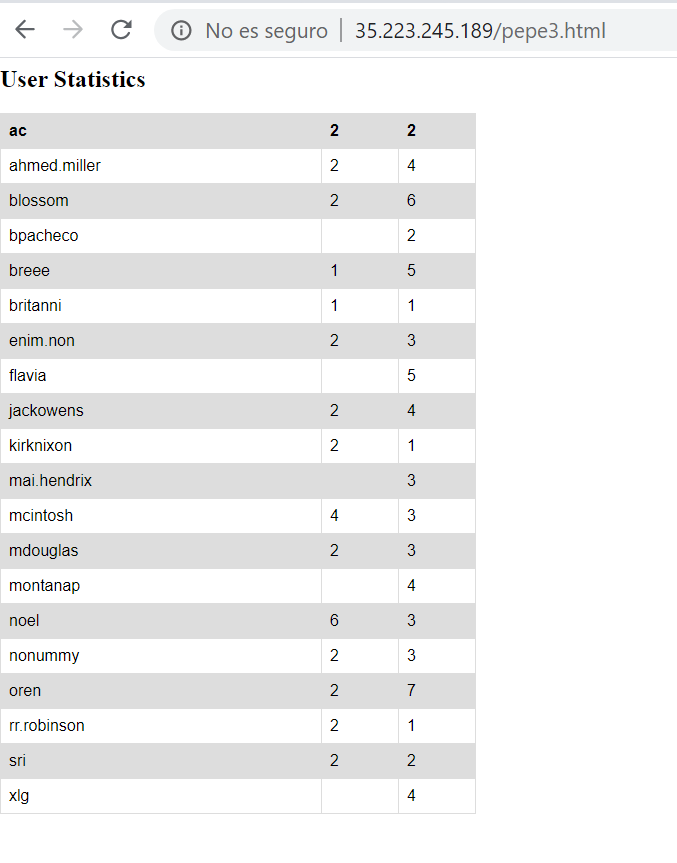 No es seguro | 35.223.245.189/pepe3.html
User Statistics
ac 2 2
ahmed.miller 2 4
blossom 2 6
bpacheco 2
breee 1 5
britanni 1 1
enim.non 2 3
flavia 5
jackowens 2 4
kirknixon 2 1
mai.hendrix 3
mcintosh 4 3
mdouglas 2 3
montanap 4
noel 6 3
nonummy 2 3
oren 2 7
rr.robinson 2 1
sri 2 2
xlg 4